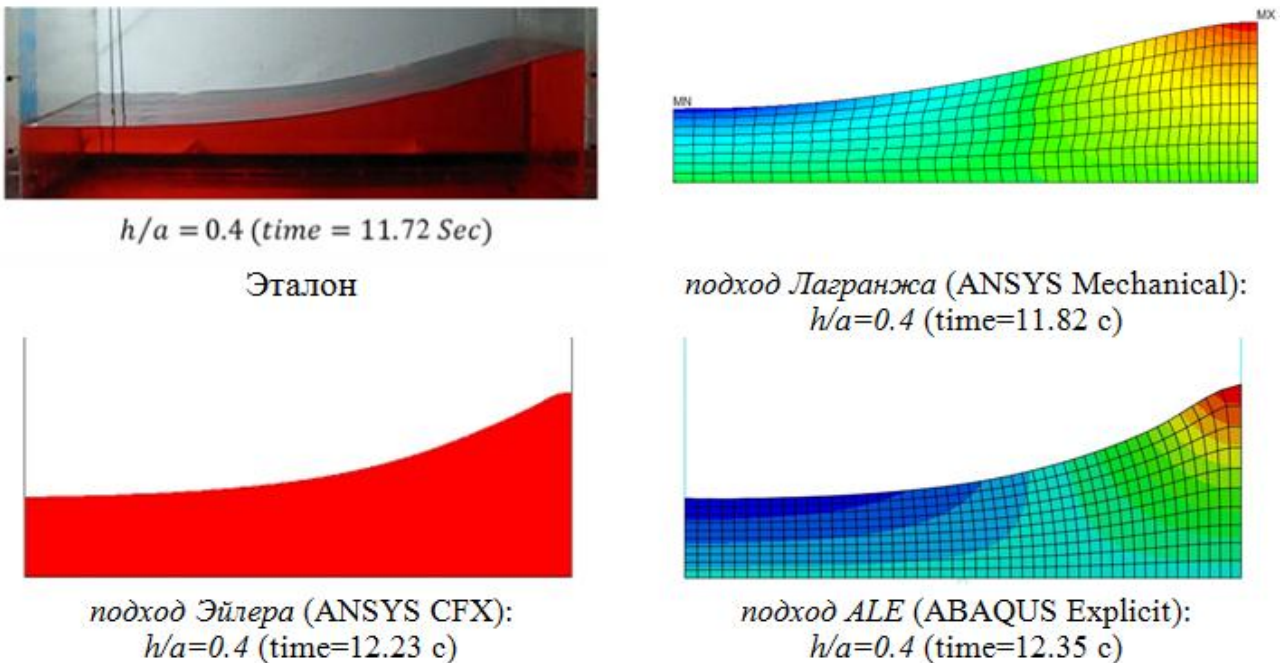 MX
MN
h/a = 0.4 (time = 11.72 Sec)
Эталон
подход Лагранжа (ANSYS Mechanical):
h/a=0.4 (time=11.82 с)
подход Эйлера (ANSYS CFX):
h/a=0.4 (time=12.23 с)
подход ALE (ABAQUS Explicit):
h/a=0.4 (time=12.35 с)